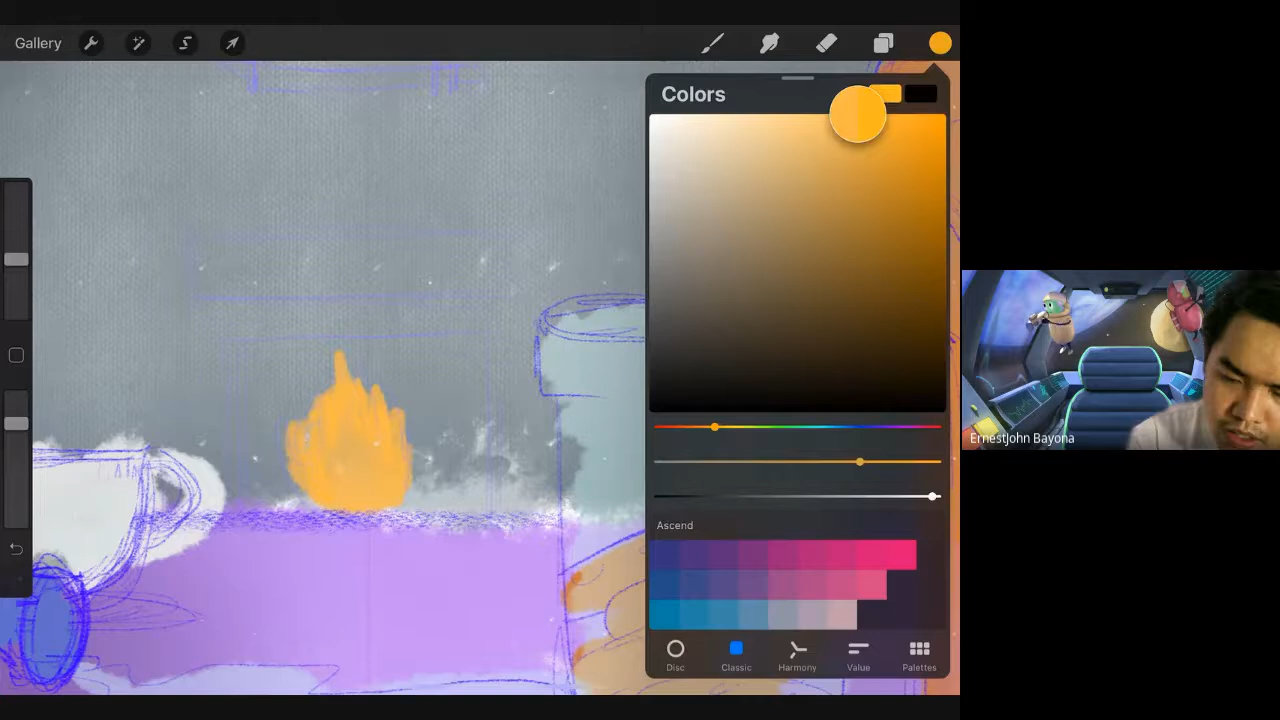 Gallery
Colors
Ascend
Disc
Classic
Harmony
Value
Palettes
ErnestJohn Bayona